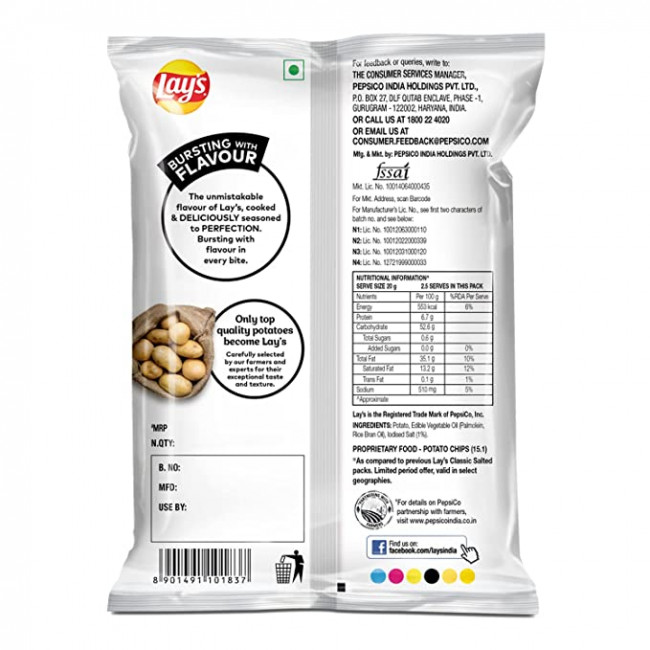 Lay's
BURSTING WITH
FLAVOUR
The unmistakable
flavour of Lay's, cooked
& DELICIOUSLY seasoned
to PERFECTION.
Bursting with
flavour in
every bite.
Only top
quality potatoes
become Lay's
Carefully selected
by our farmers and
experts for their
exceptional taste
and texture.
#MRP
N.QTY:
B. NO:
MFD:
USE BY:
8 901491 101837
For feedback or queries, write to:
THE CONSUMER SERVICES MANAGER,
PEPSICO INDIA HOLDINGS PVT. LTD.,
P.O. BOX 27, DLF QUTAB ENCLAVE, PHASE -1,
GURUGRAM - 122002, HARYANA, INDIA.
OR CALL US AT 1800 22 4020
OR EMAIL US AT
CONSUMER.FEEDBACK@PEPSICO.COM
Mfg. & Mkt. by: PEPSICO INDIA HOLDINGS PVT. LTD.
fssai
Mkt. Lic. No. 10014064000435
For Mkt. Address, scan Barcode
For Manufacturer's Lic. No., see first two characters of
batch no. and see below:
N1: Lic. No. 10012063000110
N2: Lic. No. 10012022000339
N3: Lic. No. 10012031000120
N4: Lic. No. 12721999000033
NUTRITIONAL INFORMATION^
SERVE SIZE 20 g 2.5 SERVES IN THIS PACK
Nutrients Per 100 g %RDA Per Serve
Energy 553 kcal 6%
Protein 6.7 g
Carbohydrate 52.6 g
Total Sugars 0.6 g
Added Sugars 0.0 g 0%
Total Fat 35.1 g 10%
Saturated Fat 13.2 g 12%
Trans Fat 0.1 g 1%
Sodium 510 mg 5%
^Approximate
Lay's is the Registered Trade Mark of PepsiCo, Inc.
INGREDIENTS: Potato, Edible Vegetable Oil (Palmolein,
Rice Bran Oil), Iodised Salt (1%).
PROPRIETARY FOOD - POTATO CHIPS (15.1)
*As compared to previous Lay's Classic Salted
packs. Limited period offer, valid in select
geographies.
^For details on PepsiCo
partnership with farmers,
visit www.pepsicoindia.co.in
f Find us on:
facebook.com/laysindia